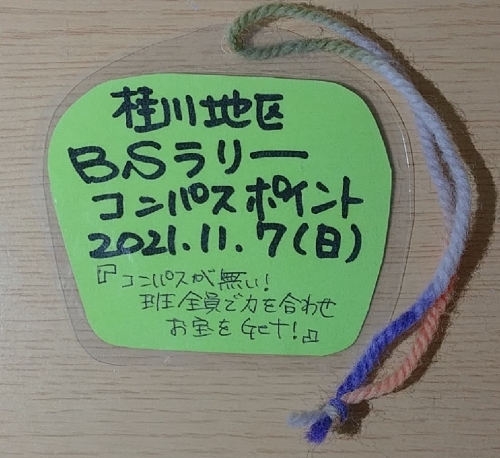 桂川地区
BSラリー
コンパスポイント
2021.11.7(日)
『コンパスが無い!
班全員で力を合わせ
お宝をGet!』